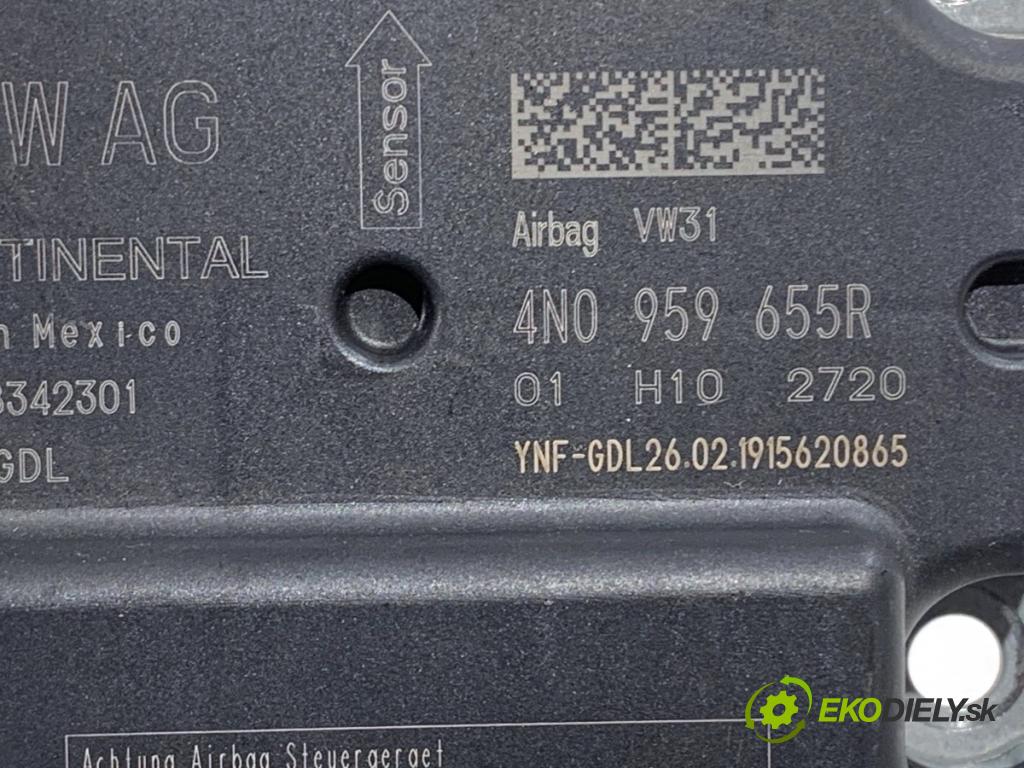 W AG
Sensor
TINENTAL
n Mexico
3342301
GDL
Airbag VW31
4N0 959 655R
01 H10 2720
YNF-GDL26.02.1915620865
Achtung Airbag Steuergerget
EKODIELY.sk